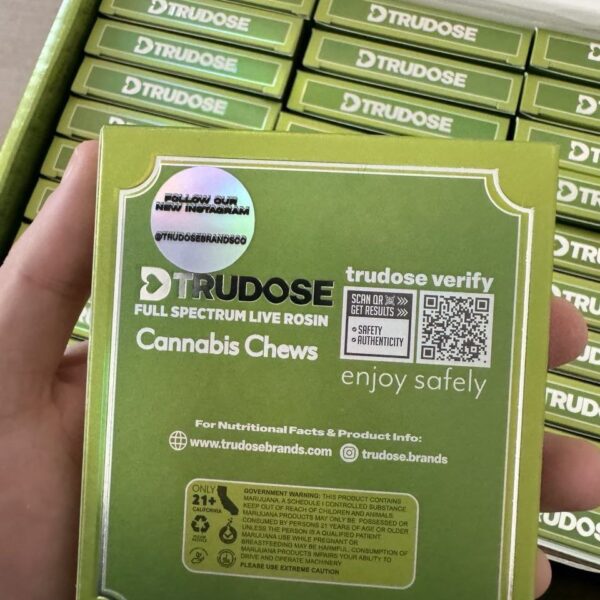 TRUDOSE
TRUDOSE
TRUDOSE
TRUDOSE
TRUDOSE
TRUDOSE
TRUDOSE
TRUDOSE
FOLLOW OUR
NEW INSTAGRAM
@TRUDOSEBRANDSCO
TRUDOSE
FULL SPECTRUM LIVE ROSIN
Cannabis Chews
trudose verify
SCAN QR >>>
GET RESULTS >>>
SAFETY
AUTHENTICITY
enjoy safely
For Nutritional Facts & Product Info:
www.trudosebrands.com trudose.brands
ONLY
21+
CALIFORNIA
GOVERNMENT WARNING: THIS PRODUCT CONTAINS
MARIJUANA, A SCHEDULE I CONTROLLED SUBSTANCE.
KEEP OUT OF REACH OF CHILDREN AND ANIMALS.
MARIJUANA PRODUCTS MAY ONLY BE POSSESSED OR
CONSUMED BY PERSONS 21 YEARS OF AGE OR OLDER
UNLESS THE PERSON IS A QUALIFIED PATIENT.
MARIJUANA USE WHILE PREGNANT OR
BREASTFEEDING MAY BE HARMFUL. CONSUMPTION OF
MARIJUANA PRODUCTS IMPAIRS YOUR ABILITY TO
DRIVE AND OPERATE MACHINERY.
PLEASE USE EXTREME CAUTION